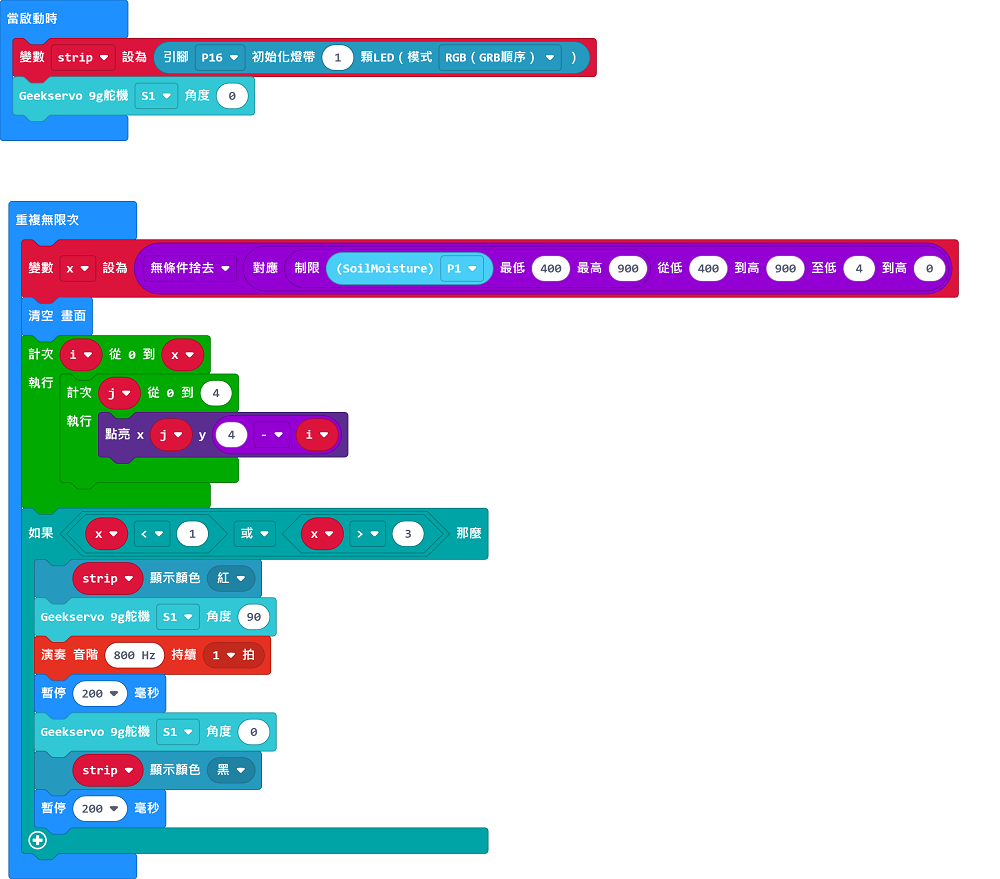 當啟動時
變數 strip 設為 引腳 P16 初始化燈帶 1 顆LED(模式 RGB(GRB順序) )
Geekservo 9g舵機 S1 角度 0
重複無限次
變數 x 設為 無條件捨去 對應 制限 (SoilMoisture) P1 最低 400 最高 900 從低 400 到高 900 至低 4 到高 0
清空 畫面
計次 i 從 0 到 x
執行
計次 j 從 0 到 4
執行
點亮 x j y 4 - i
如果 x < 1 或 x > 3 那麼
strip 顯示顏色 紅
Geekservo 9g舵機 S1 角度 90
演奏 音階 800 Hz 持續 1 拍
暫停 200 毫秒
Geekservo 9g舵機 S1 角度 0
strip 顯示顏色 黑
暫停 200 毫秒